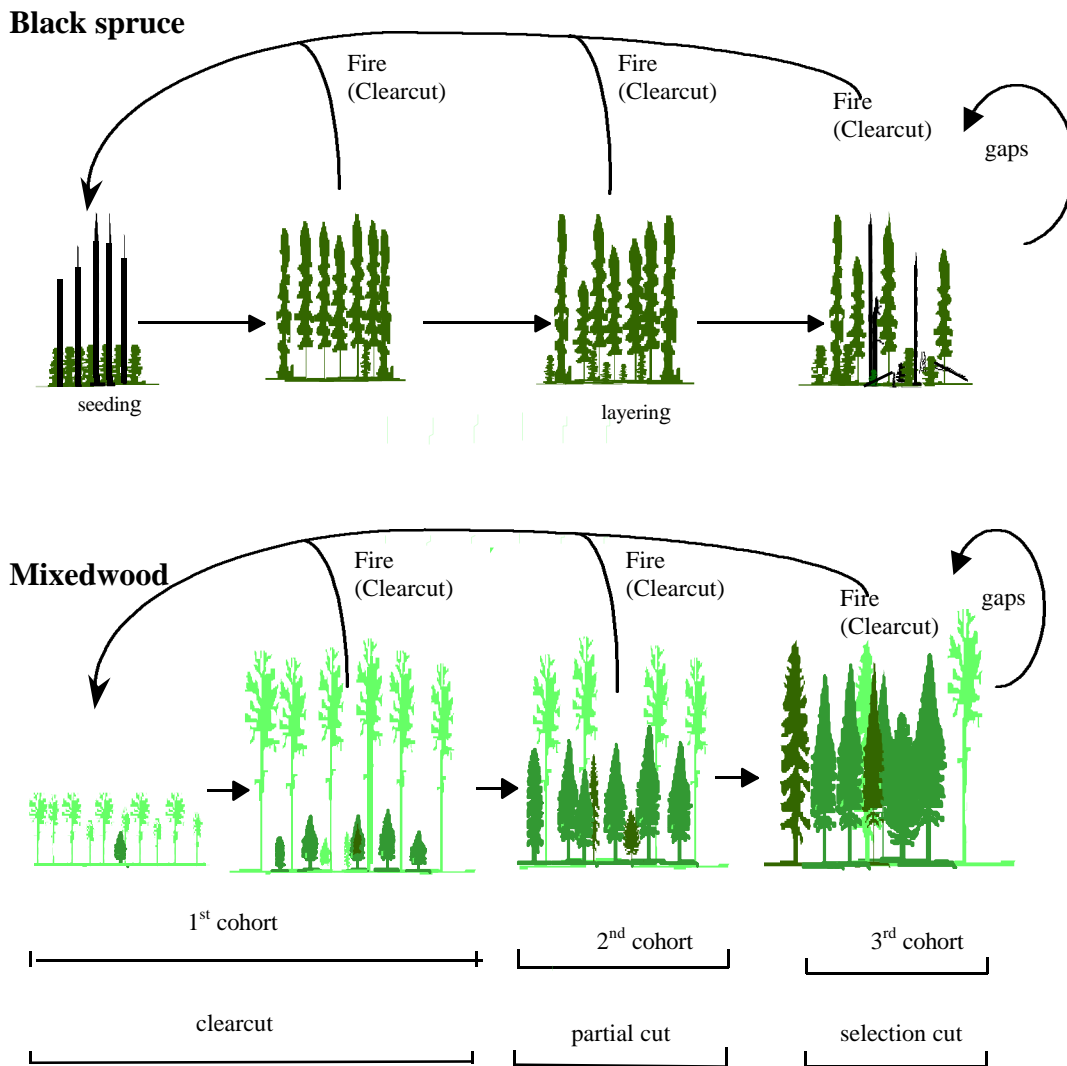 Black spruce
Fire
(Clearcut)
Fire
(Clearcut)
Fire
(Clearcut)
gaps
seeding
layering
Mixedwood
Fire
(Clearcut)
Fire
(Clearcut)
Fire
(Clearcut)
gaps
1st cohort
2nd cohort
3rd cohort
clearcut
partial cut
selection cut